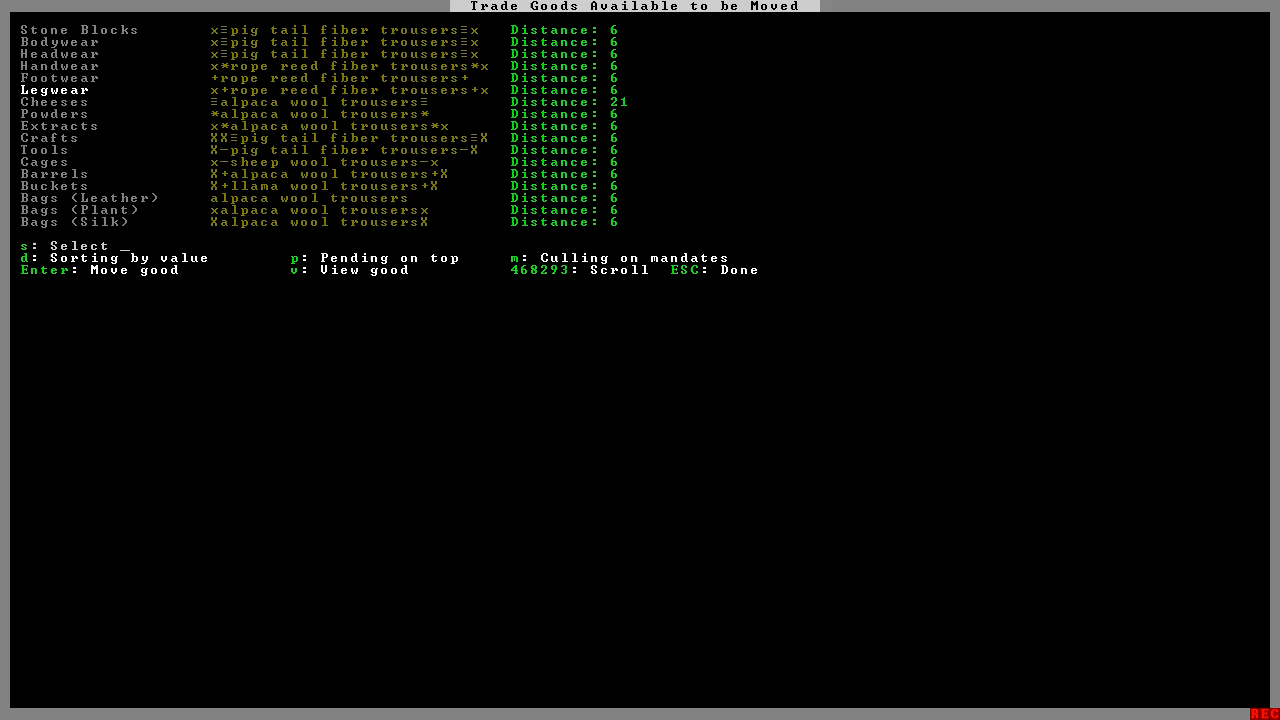 Trade Goods Available to be Moved
Stone Blocks x≡pig tail fiber trousers≡x Distance: 6
Bodywear x≡pig tail fiber trousers≡x Distance: 6
Headwear x≡pig tail fiber trousers≡x Distance: 6
Handwear x*rope reed fiber trousers*x Distance: 6
Footwear +rope reed fiber trousers+ Distance: 6
Legwear x+rope reed fiber trousers+x Distance: 6
Cheeses ≡alpaca wool trousers≡ Distance: 21
Powders *alpaca wool trousers* Distance: 6
Extracts x*alpaca wool trousers*x Distance: 6
Crafts XX≡pig tail fiber trousers≡X Distance: 6
Tools X-pig tail fiber trousers-X Distance: 6
Cages x-sheep wool trousers-x Distance: 6
Barrels X+alpaca wool trousers+X Distance: 6
Buckets X+llama wool trousers+X Distance: 6
Bags (Leather) alpaca wool trousers Distance: 6
Bags (Plant) xalpaca wool trousersx Distance: 6
Bags (Silk) XalpacA wool trousersX Distance: 6
s: Select _
d: Sorting by value p: Pending on top m: Culling on mandates
Enter: Move good v: View good 468293: Scroll ESC: Done
REC